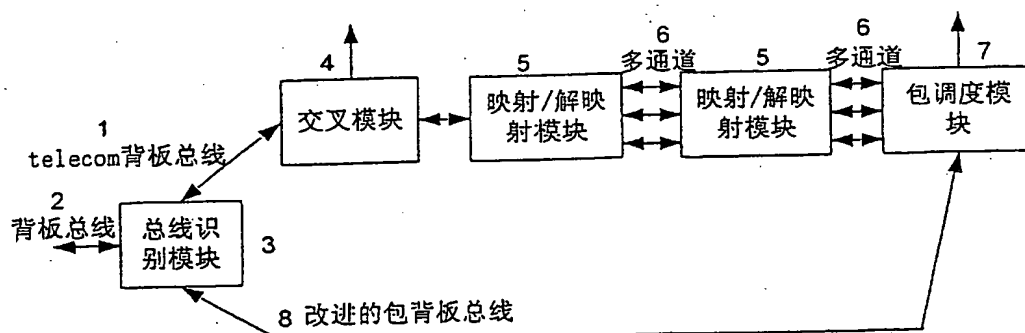 6
6
多通道
多通道
4
5
5
7
交叉模块
映射/解映
射模块
映射/解映
射模块
包调度模
块
1
telecom背板总线
2
背板总线
总线识
别模块
3
8 改进的包背板总线